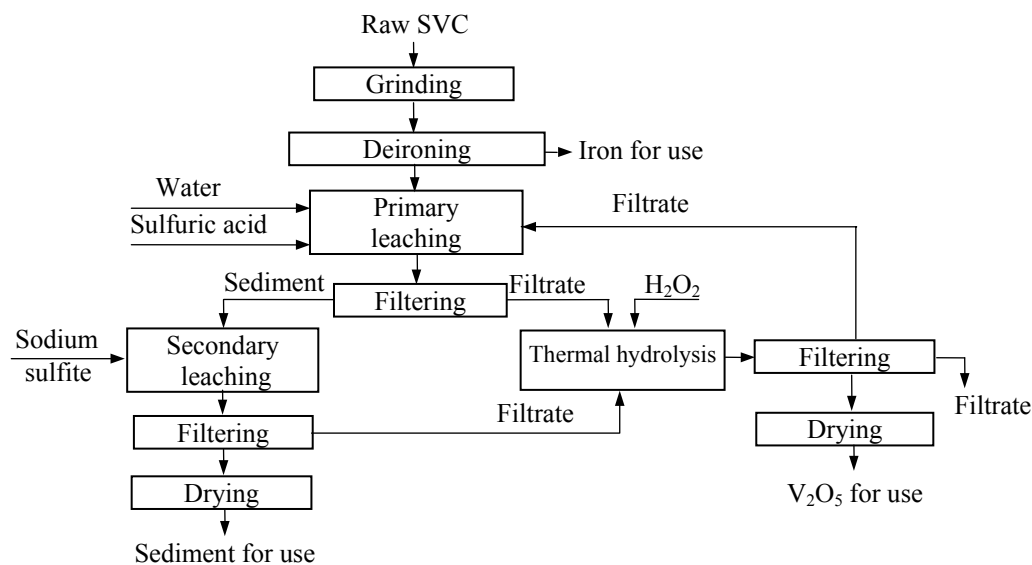 Raw SVC
Grinding
Deironing
Iron for use
Water
Sulfuric acid
Primary
leaching
Filtrate
Sediment
Filtering
Filtrate
H₂O₂
Sodium
sulfite
Secondary
leaching
Thermal hydrolysis
Filtering
Filtrate
Filtering
Filtrate
Drying
Drying
V₂O₅ for use
Sediment for use